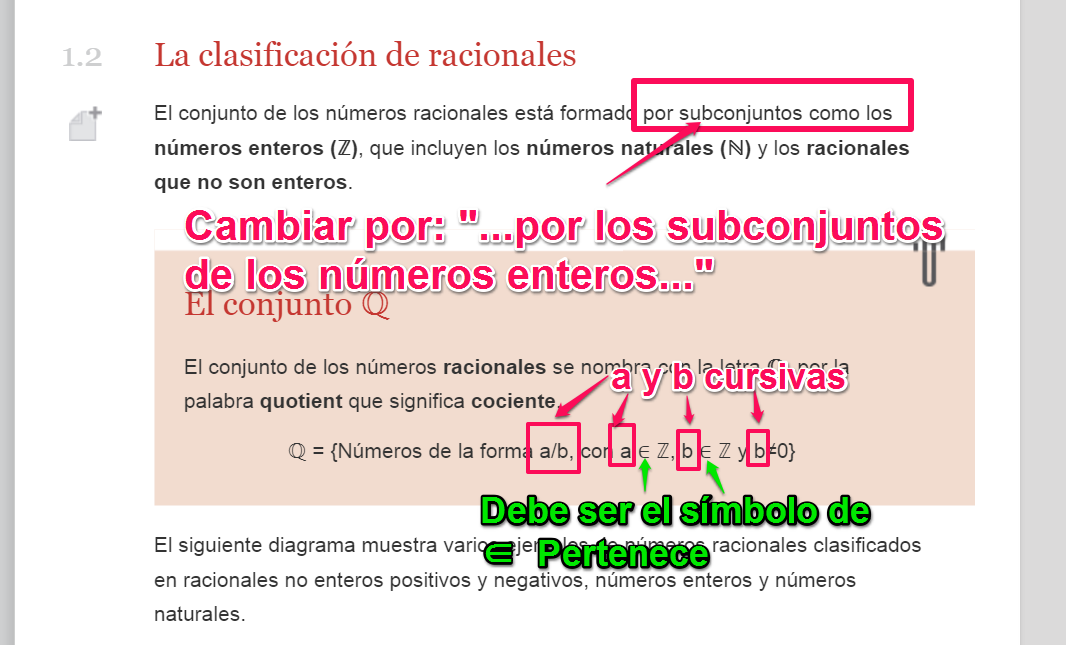 1.2 La clasificación de racionales
El conjunto de los números racionales está formado por subconjuntos como los
números enteros (ℤ), que incluyen los números naturales (ℕ) y los racionales
que no son enteros.
Cambiar por: "...por los subconjuntos
de los números enteros..."
El conjunto ℚ
El conjunto de los números racionales se nombra con la letra ℚ, por la
a y b cursivas
palabra quotient que significa cociente.
ℚ = {Números de la forma a/b, con a ∈ ℤ, b ∈ ℤ y b≠0}
Debe ser el símbolo de
∈ Pertenece
El siguiente diagrama muestra varios ejemplos de números racionales clasificados
en racionales no enteros positivos y negativos, números enteros y números
naturales.